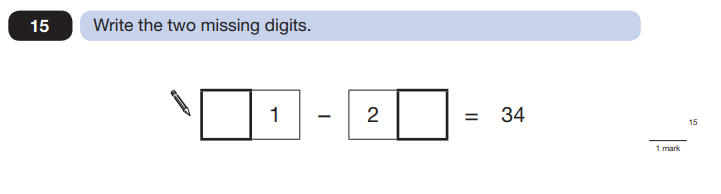 15 Write the two missing digits.
1 – 2 = 34
15
1 mark